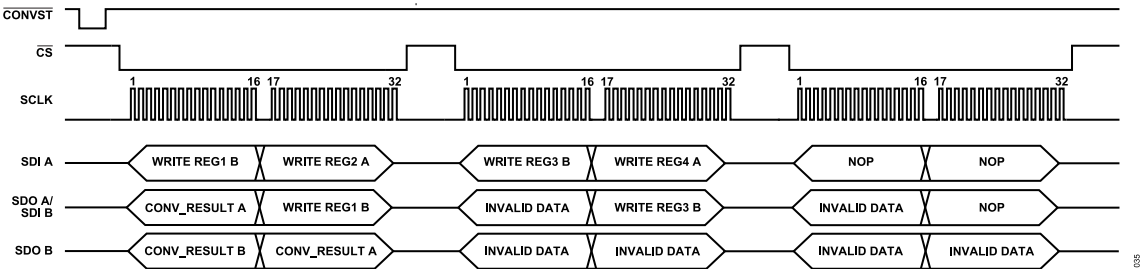 CONVST
CS
1 16 17 32 1 16 17 32 1 16 17 32
SCLK
SDI A WRITE REG1 B WRITE REG2 A WRITE REG3 B WRITE REG4 A NOP NOP
SDO A/
SDI B CONV_RESULT A WRITE REG1 B INVALID DATA WRITE REG3 B INVALID DATA NOP
SDO B CONV_RESULT B CONV_RESULT A INVALID DATA INVALID DATA INVALID DATA INVALID DATA
035